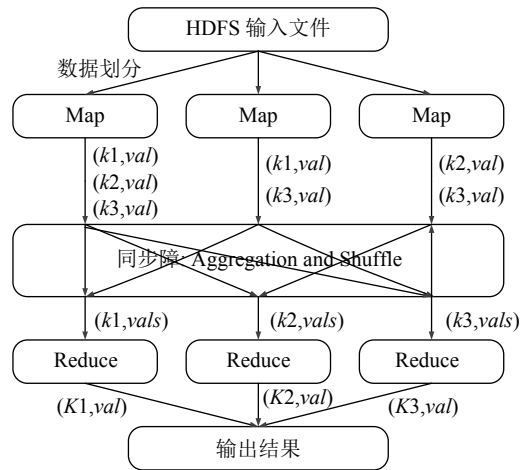 HDFS 输入文件
数据划分
Map Map Map
(k1,val) (k1,val) (k2,val)
(k2,val)
(k3,val) (k3,val) (k3,val)
同步障: Aggregation and Shuffle
(k1,vals) (k2,vals) (k3,vals)
Reduce Reduce Reduce
(K1,val) (K2,val) (K3,val)
输出结果